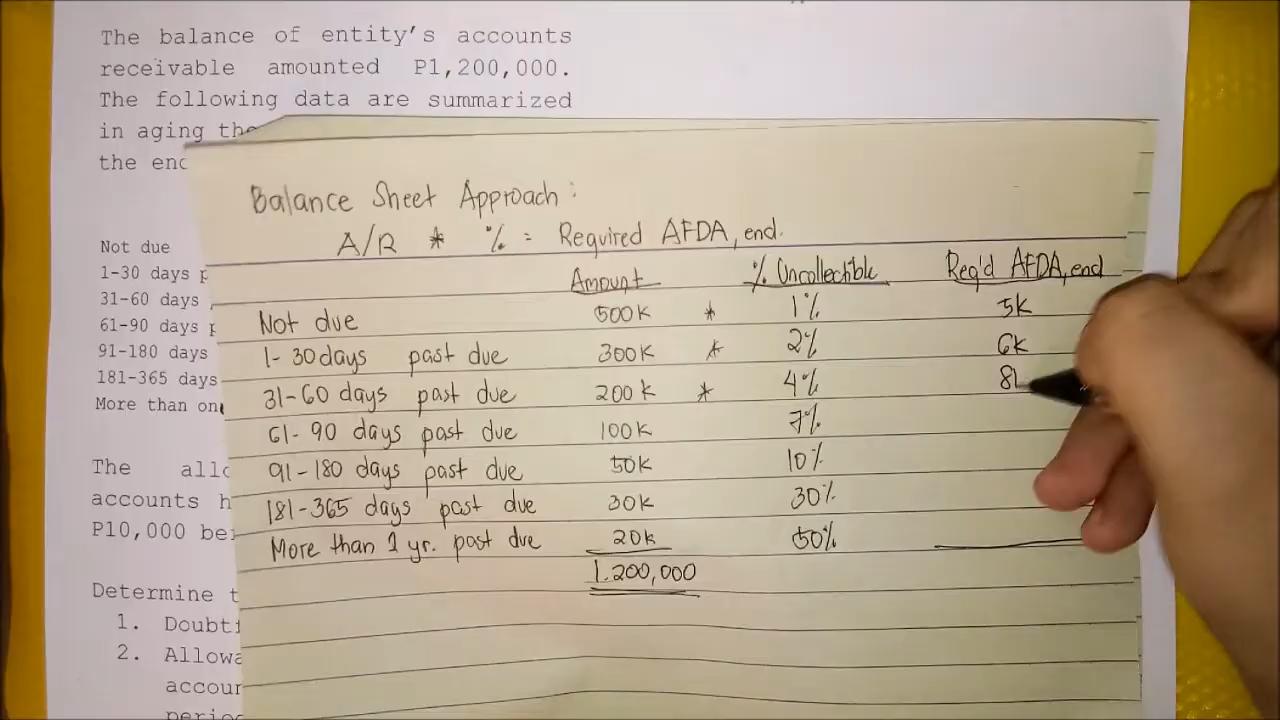 The balance of entity's accounts
receivable amounted P1,200,000.
The following data are summarized
in aging the
the end
Balance Sheet Approach:
A/R * % = Required AFDA, end.
Amount % Uncollectible Req'd AFDA, end
Not due 500K * 1% 5K
1-30 days past due 300K * 2% 6K
31-60 days past due 200K * 4% 8
61-90 days past due 100K 7%
91-180 days past due 50K 10%
181-365 days past due 30K 30%
More than 1 yr. past due 20K 50%
1.200,000
Not due
1-30 days p
31-60 days
61-90 days p
91-180 days
181-365 days
More than on
The allo
accounts h
P10,000 be
Determine t
1. Doubt
2. Allowa
accour
perio